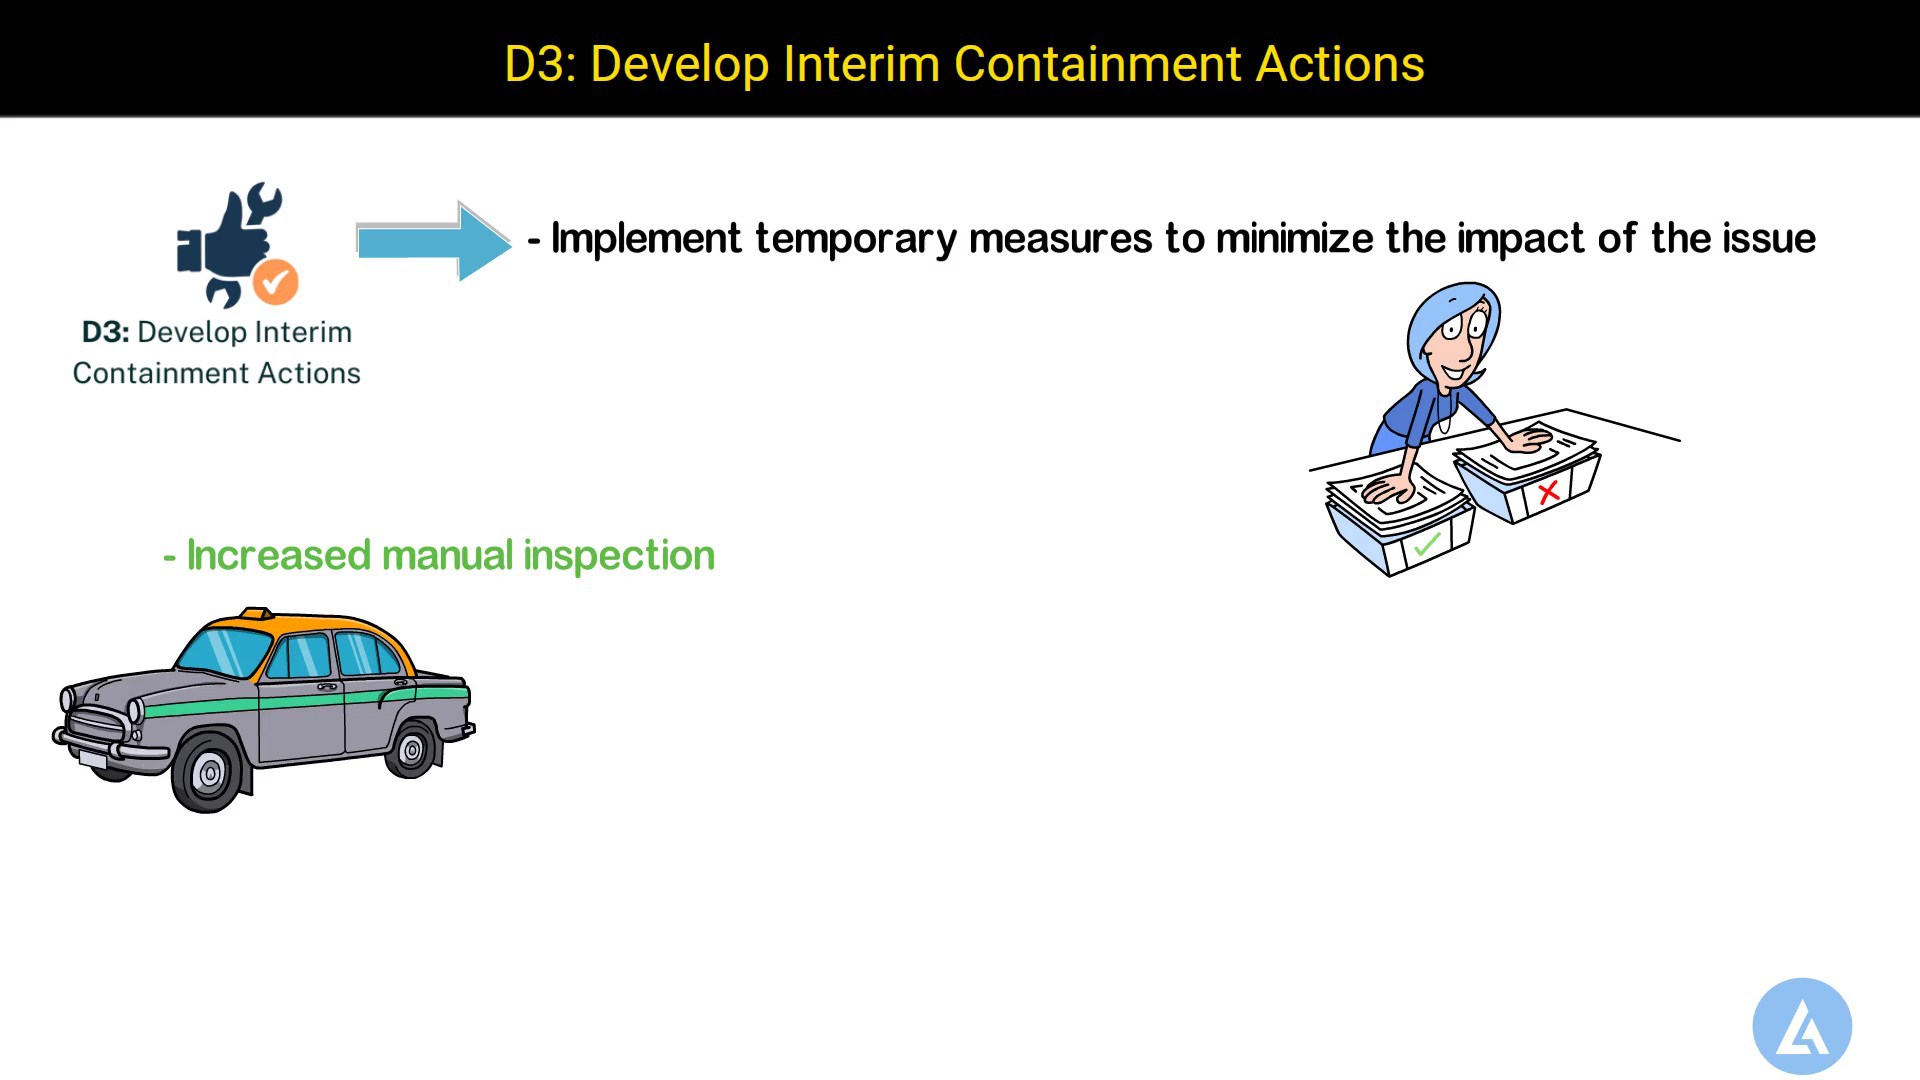 D3: Develop Interim Containment Actions
- Implement temporary measures to minimize the impact of the issue
D3: Develop Interim
Containment Actions
- Increased manual inspection